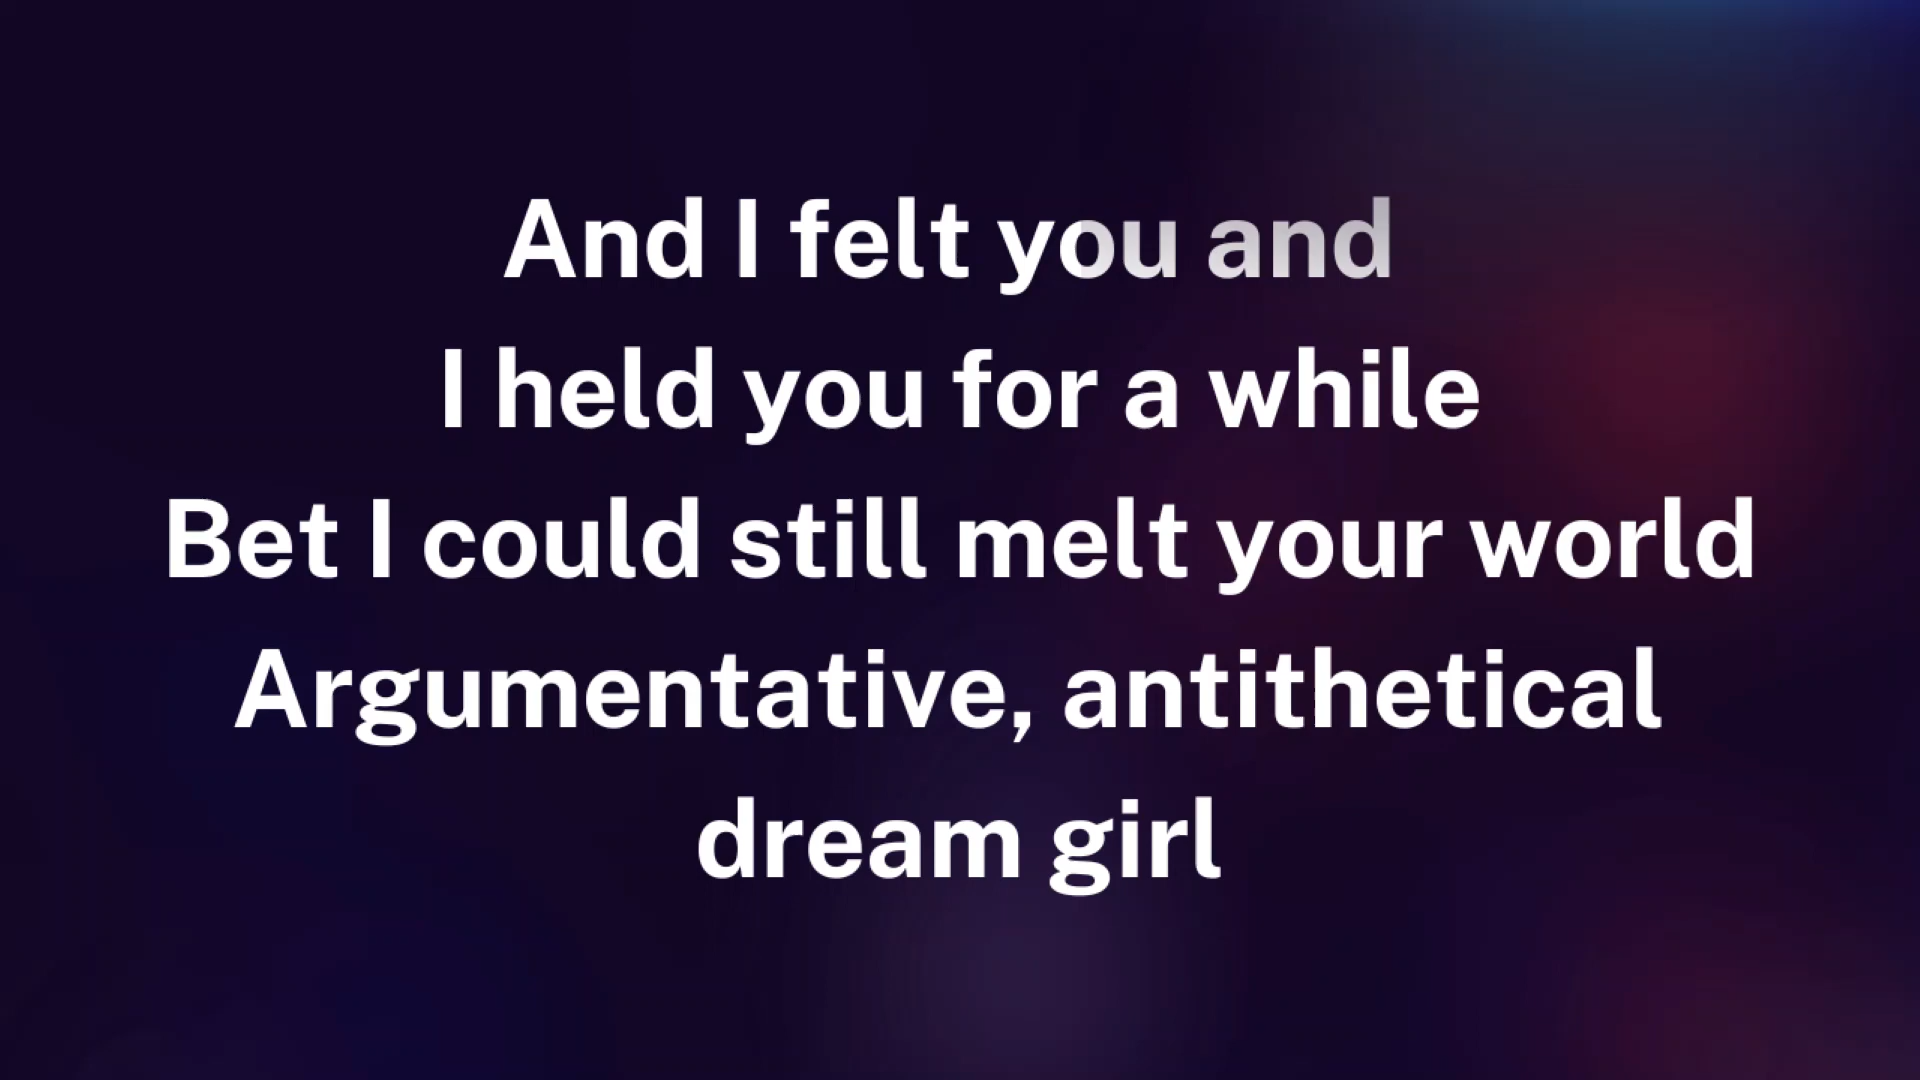 And I felt you and
I held you for a while
Bet I could still melt your world
Argumentative, antithetical
dream girl